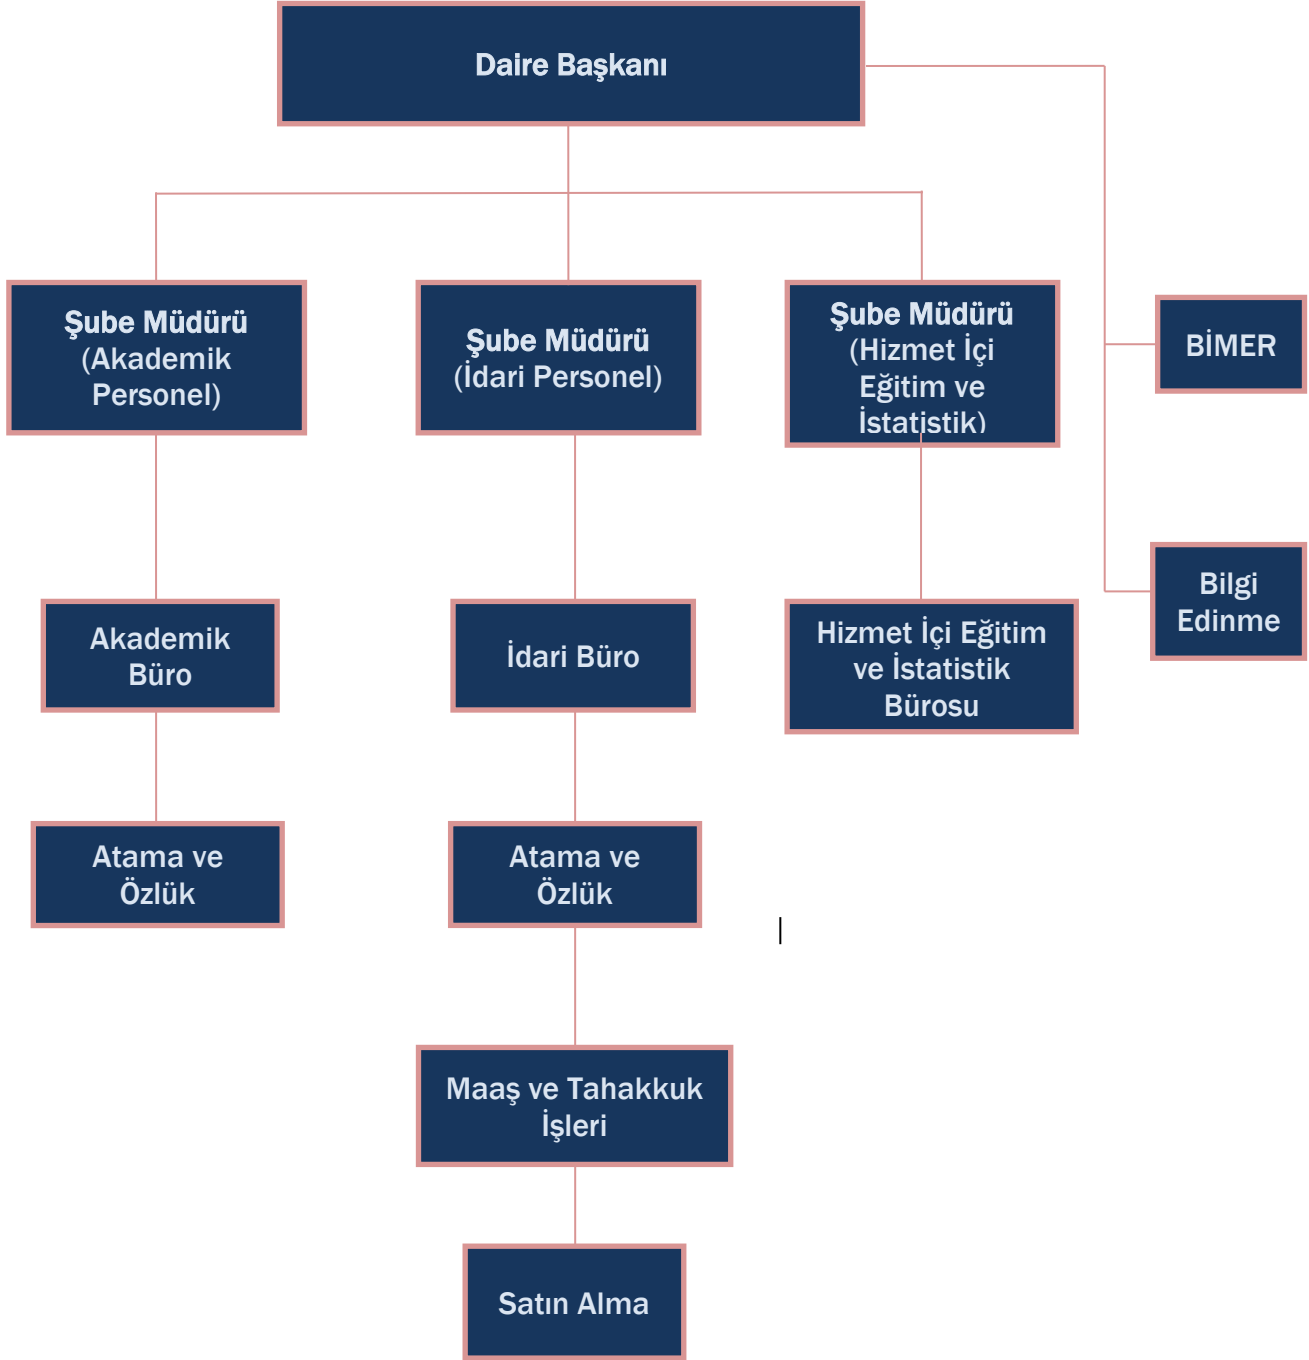 Daire Başkanı
Şube Müdürü
(Akademik
Personel)
Şube Müdürü
(İdari Personel)
Şube Müdürü
(Hizmet İçi
Eğitim ve
İstatistik)
BİMER
Bilgi
Edinme
Akademik
Büro
İdari Büro
Hizmet İçi Eğitim
ve İstatistik
Bürosu
Atama ve
Özlük
Atama ve
Özlük
Maaş ve Tahakkuk
İşleri
Satın Alma